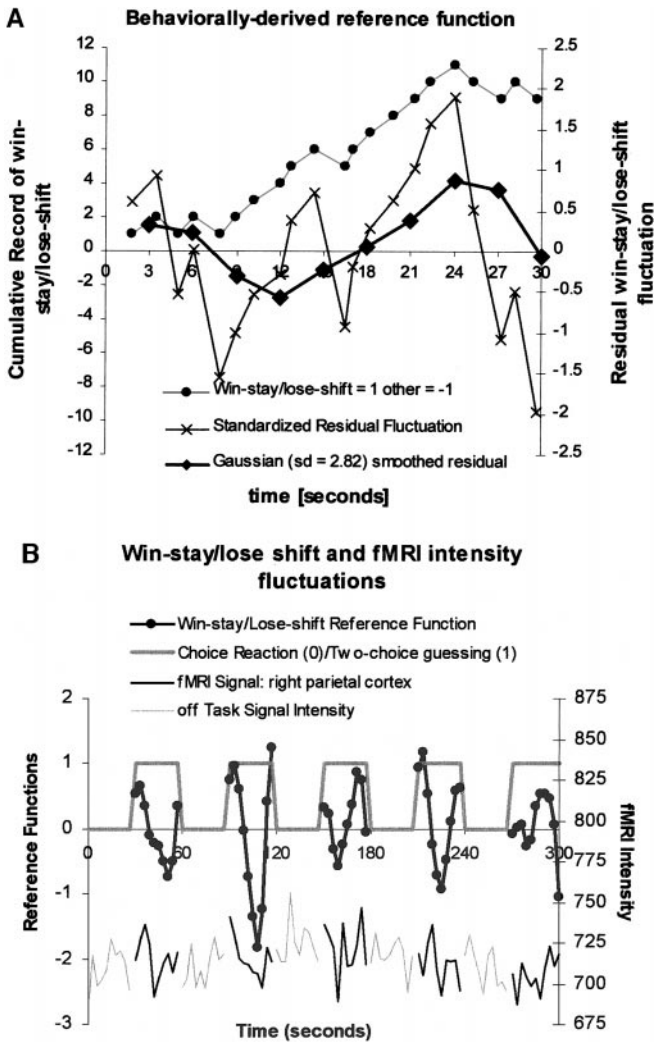 A
Behaviorally-derived reference function
Cumulative Record of win-
stay/lose-shift
12
10
8
6
4
2
0
-2
-4
-6
-8
-10
-12
3
6
9
12
15
18
21
24
27
30
2.5
2
1.5
1
0.5
0
-0.5
-1
-1.5
-2
-2.5
Residual win-stay/lose-shift
fluctuation
Win-stay/lose-shift = 1 other = -1
Standardized Residual Fluctuation
Gaussian (sd = 2.82) smoothed residual
time [seconds]
B
Win-stay/lose shift and fMRI intensity
fluctuations
Win-stay/Lose-shift Reference Function
Choice Reaction (0)/Two-choice guessing (1)
fMRI Signal: right parietal cortex
off Task Signal Intensity
Reference Functions
2
1
0
-1
-2
-3
0
60
120
180
240
300
875
850
825
800
775
750
725
700
675
fMRI Intensity
Time (seconds)